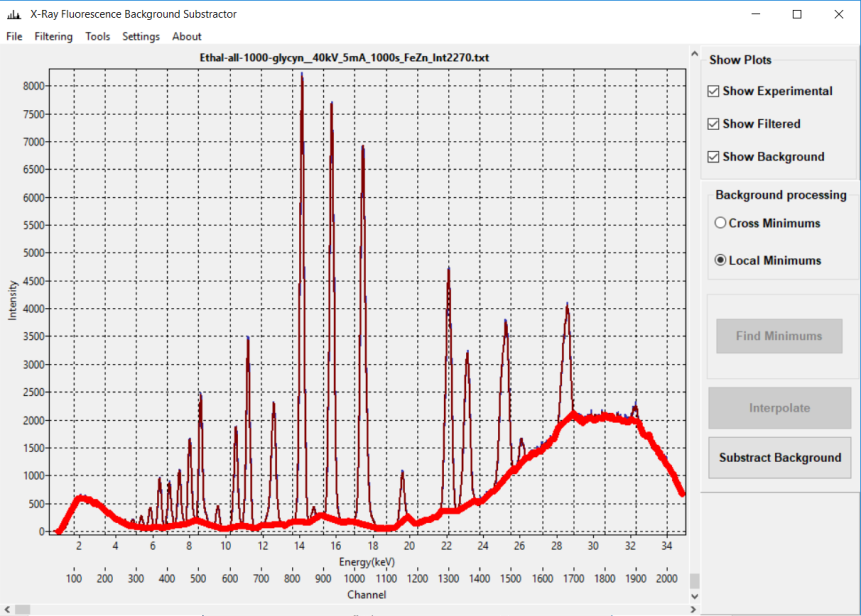 X-Ray Fluorescence Background Substractor
File Filtering Tools Settings About
Ethal-all-1000-glycyn__40kV_5mA_1000s_FeZn_Int2270.txt
Show Plots
Show Experimental
Show Filtered
Show Background
Background processing
Cross Minimums
Local Minimums
Find Minimums
Interpolate
Substract Background
Intensity
8000
7500
7000
6500
6000
5500
5000
4500
4000
3500
3000
2500
2000
1500
1000
500
0
2 4 6 8 10 12 14 16 18 20 22 24 26 28 30 32 34
Energy(keV)
100 200 300 400 500 600 700 800 900 1000 1100 1200 1300 1400 1500 1600 1700 1800 1900 2000
Channel